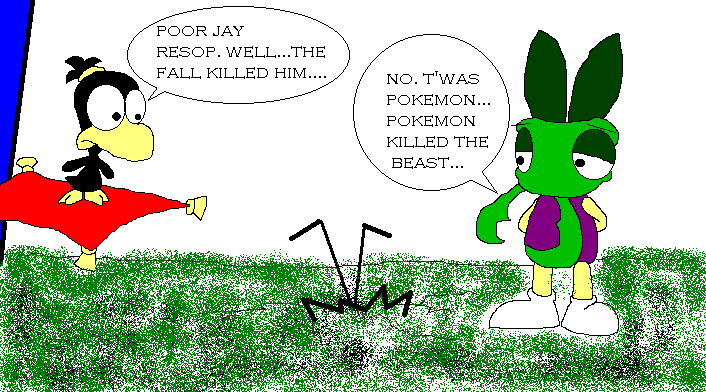 POOR JAY
RESOP. WELL...THE
FALL KILLED HIM....
NO. T'WAS
POKEMON...
POKEMON
KILLED THE
BEAST...